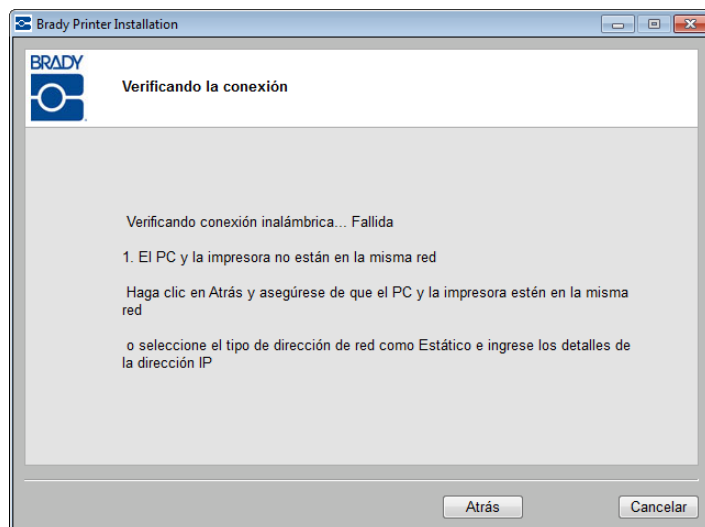 Brady Printer Installation
BRADY
Verificando la conexión
Verificando conexión inalámbrica... Fallida
1. El PC y la impresora no están en la misma red
Haga clic en Atrás y asegúrese de que el PC y la impresora estén en la misma
red
o seleccione el tipo de dirección de red como Estático e ingrese los detalles de
la dirección IP
Atrás
Cancelar